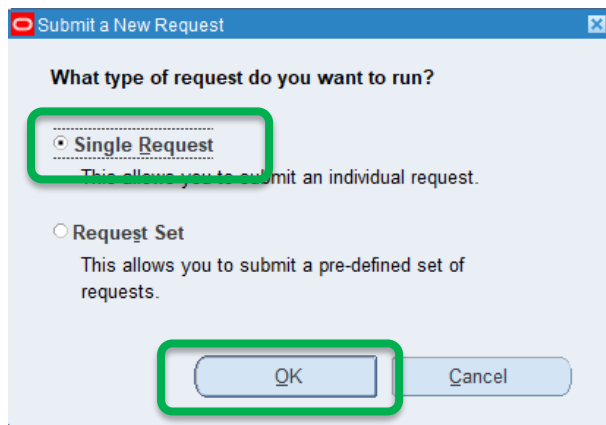 Submit a New Request
What type of request do you want to run?
Single Request
This allows you to submit an individual request.
Request Set
This allows you to submit a pre-defined set of
requests.
OK
Cancel